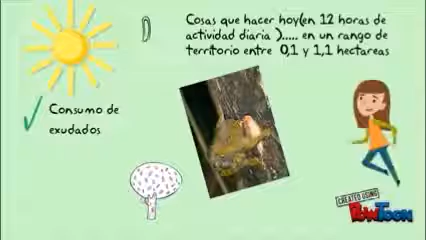 Cosas que hacer hoy(en 12 horas de
actividad diaria )..... en un rango de
territorio entre 0,1 y 1,1 hectareas
Consumo de
exudados
CREATED USING
POWTOON